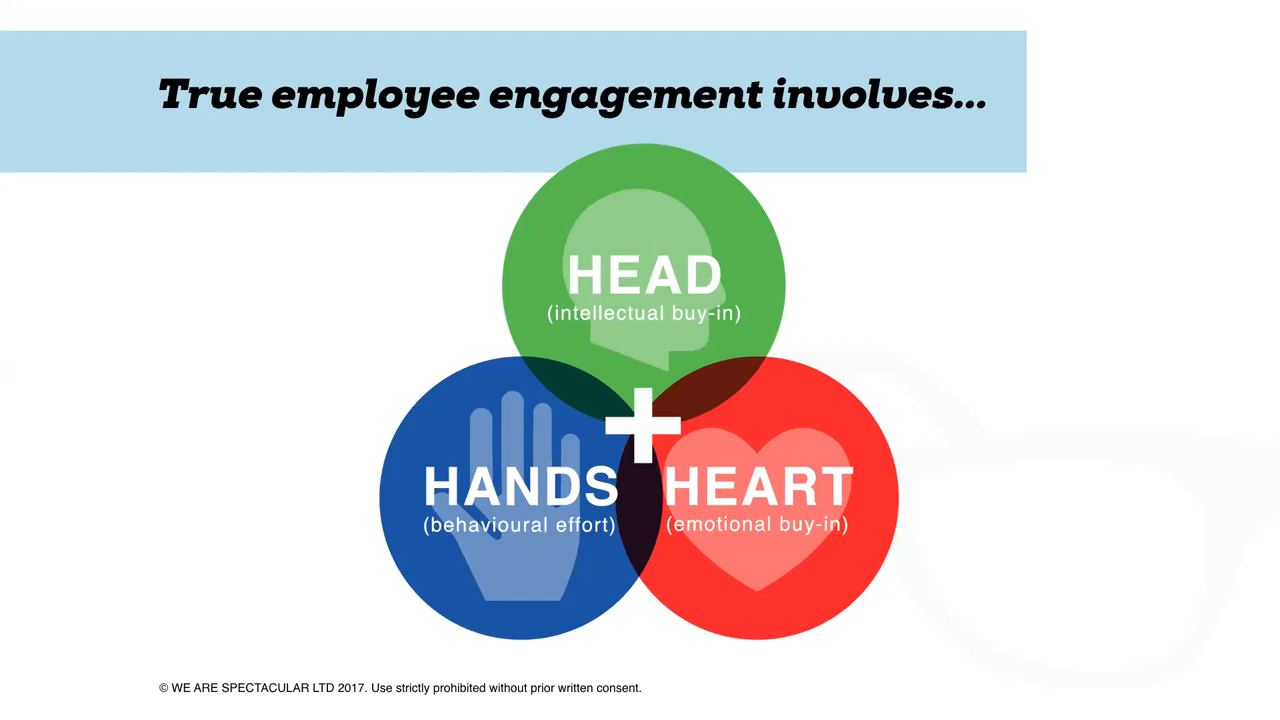 True employee engagement involves...
HEAD
(intellectual buy-in)
HANDS
(behavioural effort)
HEART
(emotional buy-in)
© WE ARE SPECTACULAR LTD 2017. Use strictly prohibited without prior written consent.